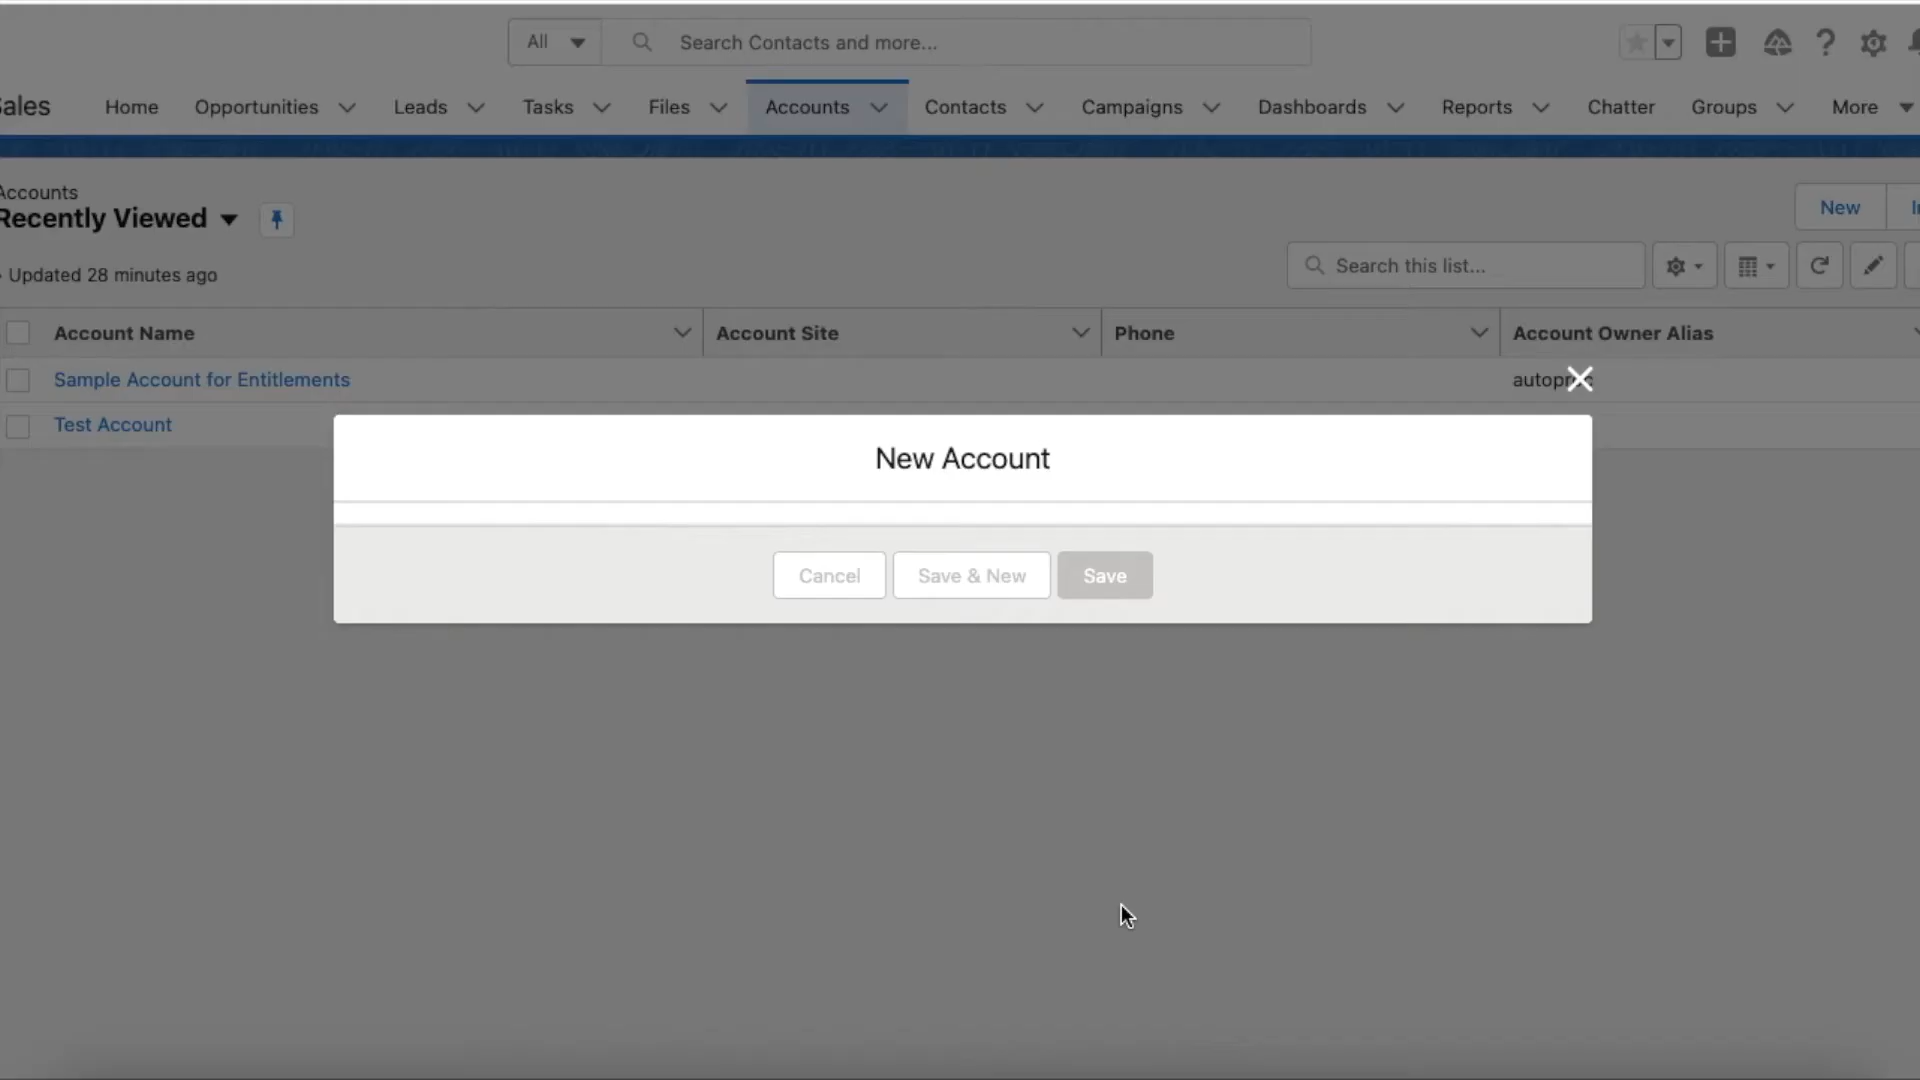 All
Search Contacts and more...
Sales Home Opportunities Leads Tasks Files Accounts Contacts Campaigns Dashboards Reports Chatter Groups More
Accounts
Recently Viewed
New
Updated 28 minutes ago
Search this list...
Account Name Account Site Phone Account Owner Alias
Sample Account for Entitlements
Test Account
New Account
Cancel Save & New Save